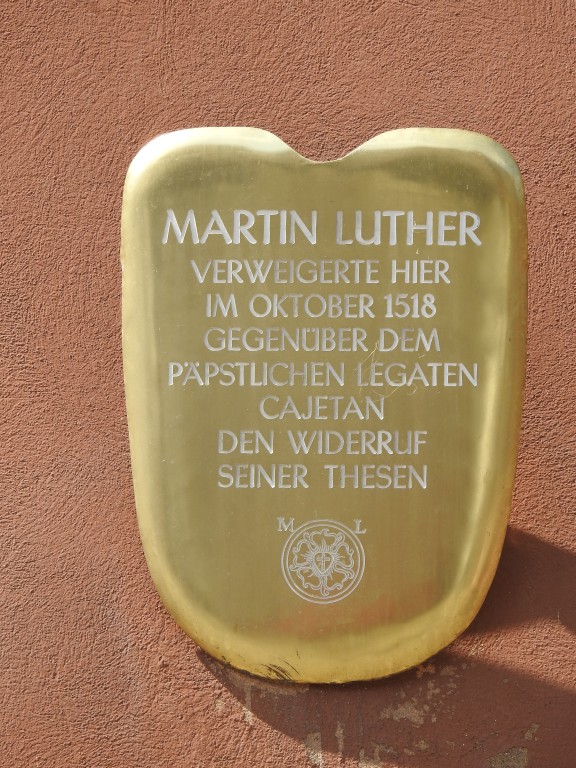 MARTIN LUTHER
VERWEIGERTE HIER
IM OKTOBER 1518
GEGENÜBER DEM
PÄPSTLICHEN LEGATEN
CAJETAN
DEN WIDERRUF
SEINER THESEN
M L